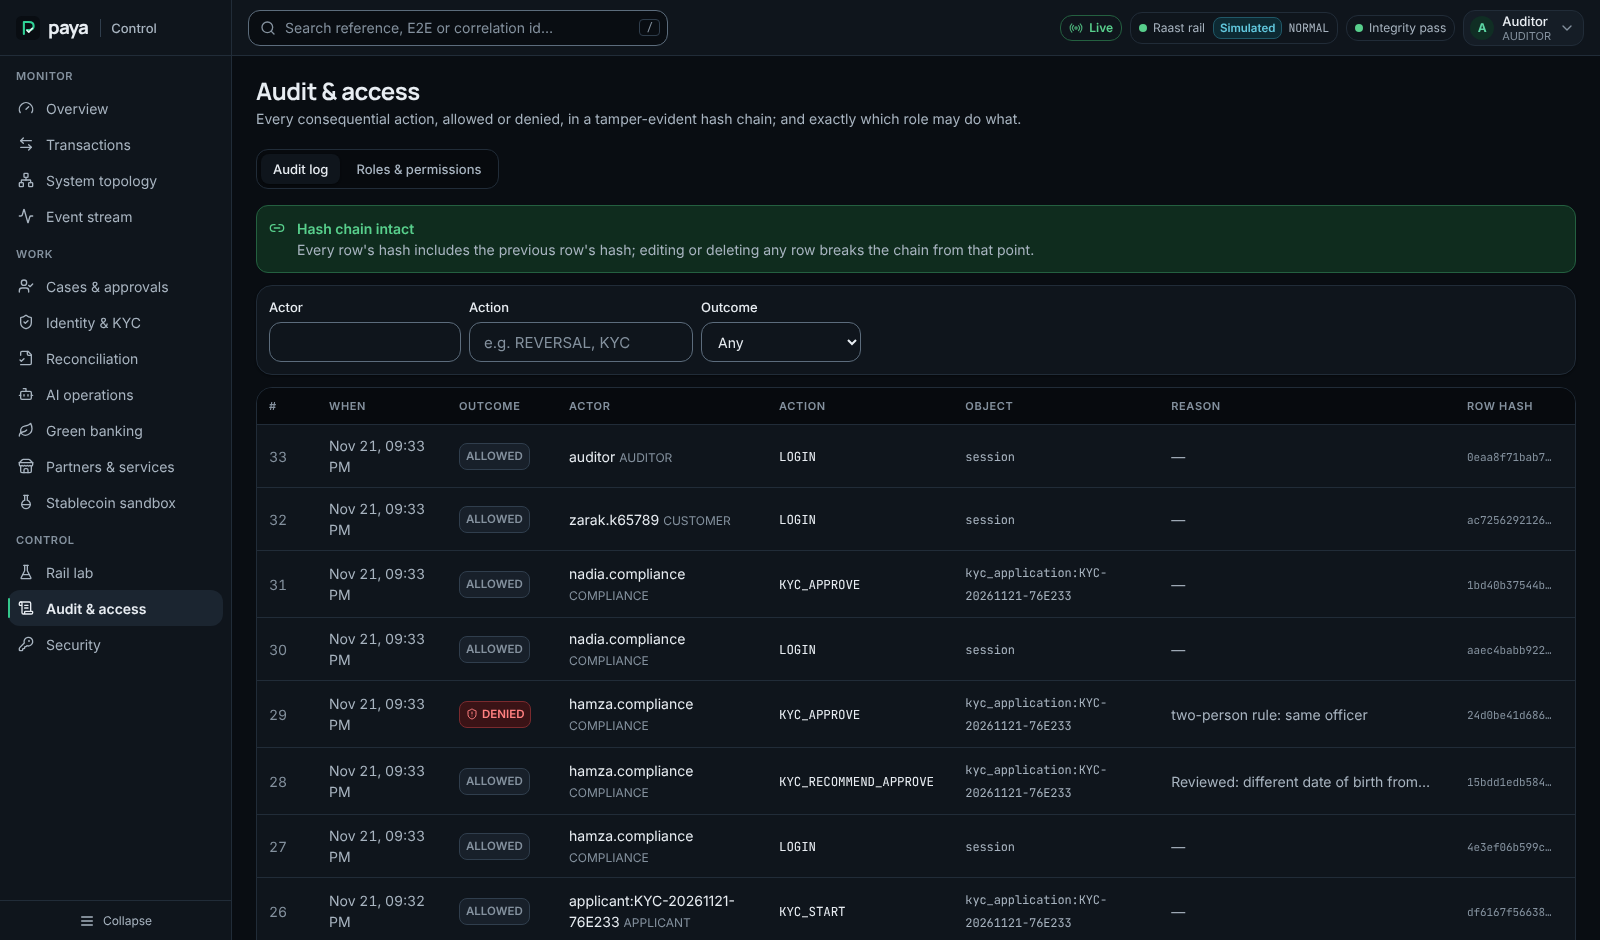 paya Control
Search reference, E2E or correlation id... /
Live
Raast rail Simulated NORMAL
Integrity pass
A Auditor
AUDITOR
MONITOR
Overview
Transactions
System topology
Event stream
WORK
Cases & approvals
Identity & KYC
Reconciliation
AI operations
Green banking
Partners & services
Stablecoin sandbox
CONTROL
Rail lab
Audit & access
Security
Collapse
Audit & access
Every consequential action, allowed or denied, in a tamper-evident hash chain; and exactly which role may do what.
Audit log Roles & permissions
Hash chain intact
Every row's hash includes the previous row's hash; editing or deleting any row breaks the chain from that point.
Actor Action Outcome
e.g. REVERSAL, KYC Any
# WHEN OUTCOME ACTOR ACTION OBJECT REASON ROW HASH
33 Nov 21, 09:33 PM ALLOWED auditor AUDITOR LOGIN session — 0eaa8f71bab7…
32 Nov 21, 09:33 PM ALLOWED zarak.k65789 CUSTOMER LOGIN session — ac7256292126…
31 Nov 21, 09:33 PM ALLOWED nadia.compliance COMPLIANCE KYC_APPROVE kyc_application:KYC-20261121-76E233 — 1bd40b37544b…
30 Nov 21, 09:33 PM ALLOWED nadia.compliance COMPLIANCE LOGIN session — aaec4babb922…
29 Nov 21, 09:33 PM DENIED hamza.compliance COMPLIANCE KYC_APPROVE kyc_application:KYC-20261121-76E233 two-person rule: same officer 24d0be41d686…
28 Nov 21, 09:33 PM ALLOWED hamza.compliance COMPLIANCE KYC_RECOMMEND_APPROVE kyc_application:KYC-20261121-76E233 Reviewed: different date of birth from... 15bdd1edb584…
27 Nov 21, 09:33 PM ALLOWED hamza.compliance COMPLIANCE LOGIN session — 4e3ef06b599c…
26 Nov 21, 09:32 PM ALLOWED applicant:KYC-20261121-76E233 APPLICANT KYC_START kyc_application:KYC-20261121-76E233 — df6167f56638…